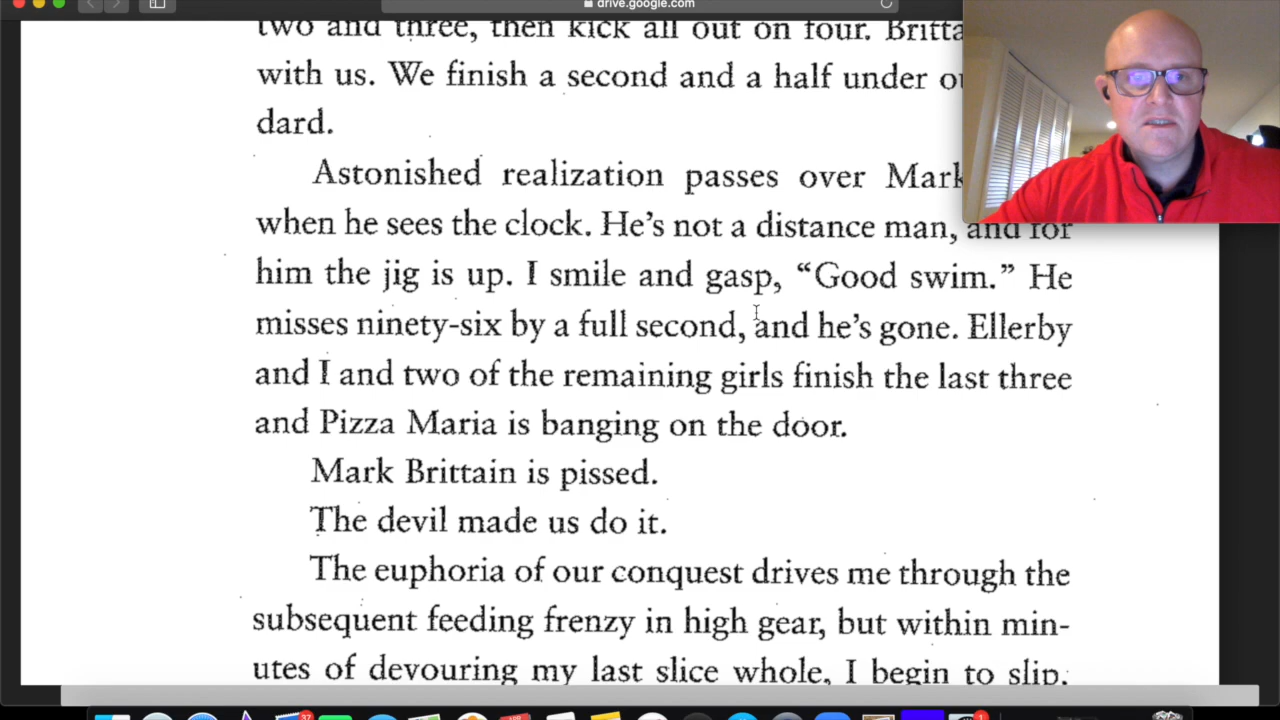 drive.google.com
two and three, then kick all out on four. Britta
with us. We finish a second and a half under ou
dard.
Astonished realization passes over Mark
when he sees the clock. He's not a distance man, and for
him the jig is up. I smile and gasp, “Good swim.” He
misses ninety-six by a full second, and he's gone. Ellerby
and I and two of the remaining girls finish the last three
and Pizza Maria is banging on the door.
Mark Brittain is pissed.
The devil made us do it.
The euphoria of our conquest drives me through the
subsequent feeding frenzy in high gear, but within min-
utes of devouring my last slice whole, I begin to slip.
37
1